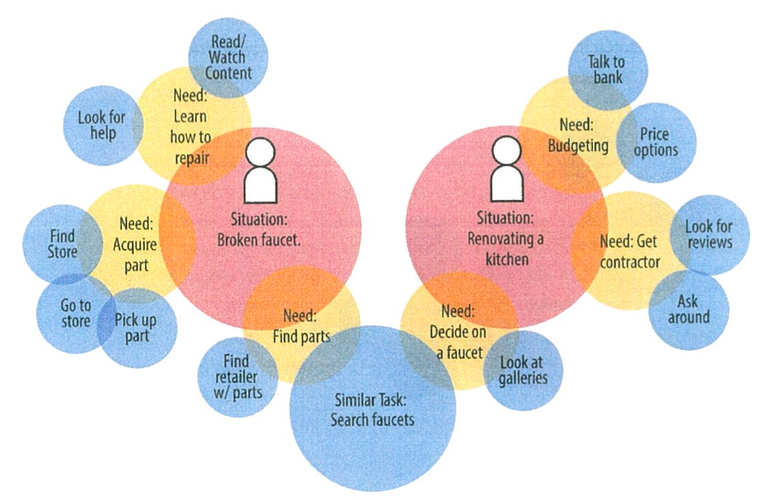 Read/
Watch
Content
Need:
Learn
how to
repair
Look for
help
Situation:
Broken faucet.
Need:
Acquire
part
Find
Store
Go to
store
Pick up
part
Need:
Find parts
Find
retailer
w/ parts
Similar Task:
Search faucets
Talk to
bank
Need:
Budgeting
Price
options
Situation:
Renovating a
kitchen
Need: Get
contractor
Look for
reviews
Ask
around
Need:
Decide on
a faucet
Look at
galleries